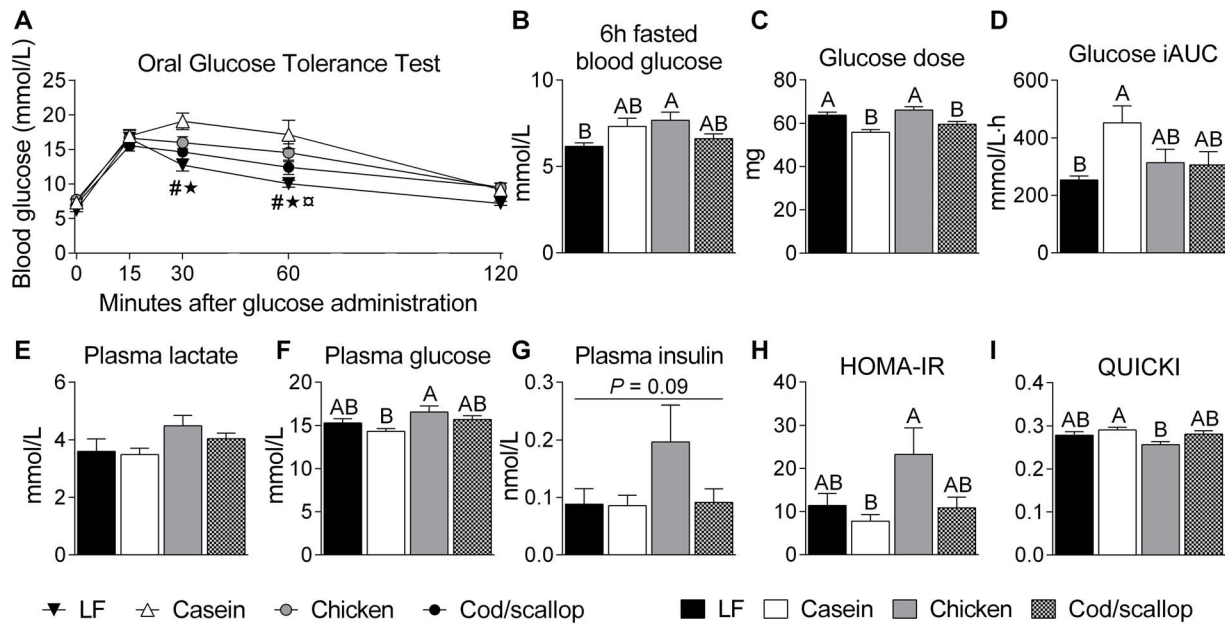 A
Oral Glucose Tolerance Test
Blood glucose (mmol/L)
25
20
15
10
5
0
#★
#★¤
0 15 30 60 120
Minutes after glucose administration
B
6h fasted
blood glucose
mmol/L
10
5
0
B AB A AB
C
Glucose dose
mg
80
60
40
20
0
A B A B
D
Glucose iAUC
mmol/L·h
600
400
200
0
B A AB AB
E
Plasma lactate
mmol/L
6
4
2
0
F
Plasma glucose
mmol/L
20
15
10
5
0
AB B A AB
G
Plasma insulin
P = 0.09
nmol/L
0.3
0.2
0.1
0.0
H
HOMA-IR
40
30
20
10
0
AB B A AB
I
QUICKI
0.4
0.3
0.2
0.1
0.0
AB A B AB
LF Casein Chicken Cod/scallop
LF Casein Chicken Cod/scallop